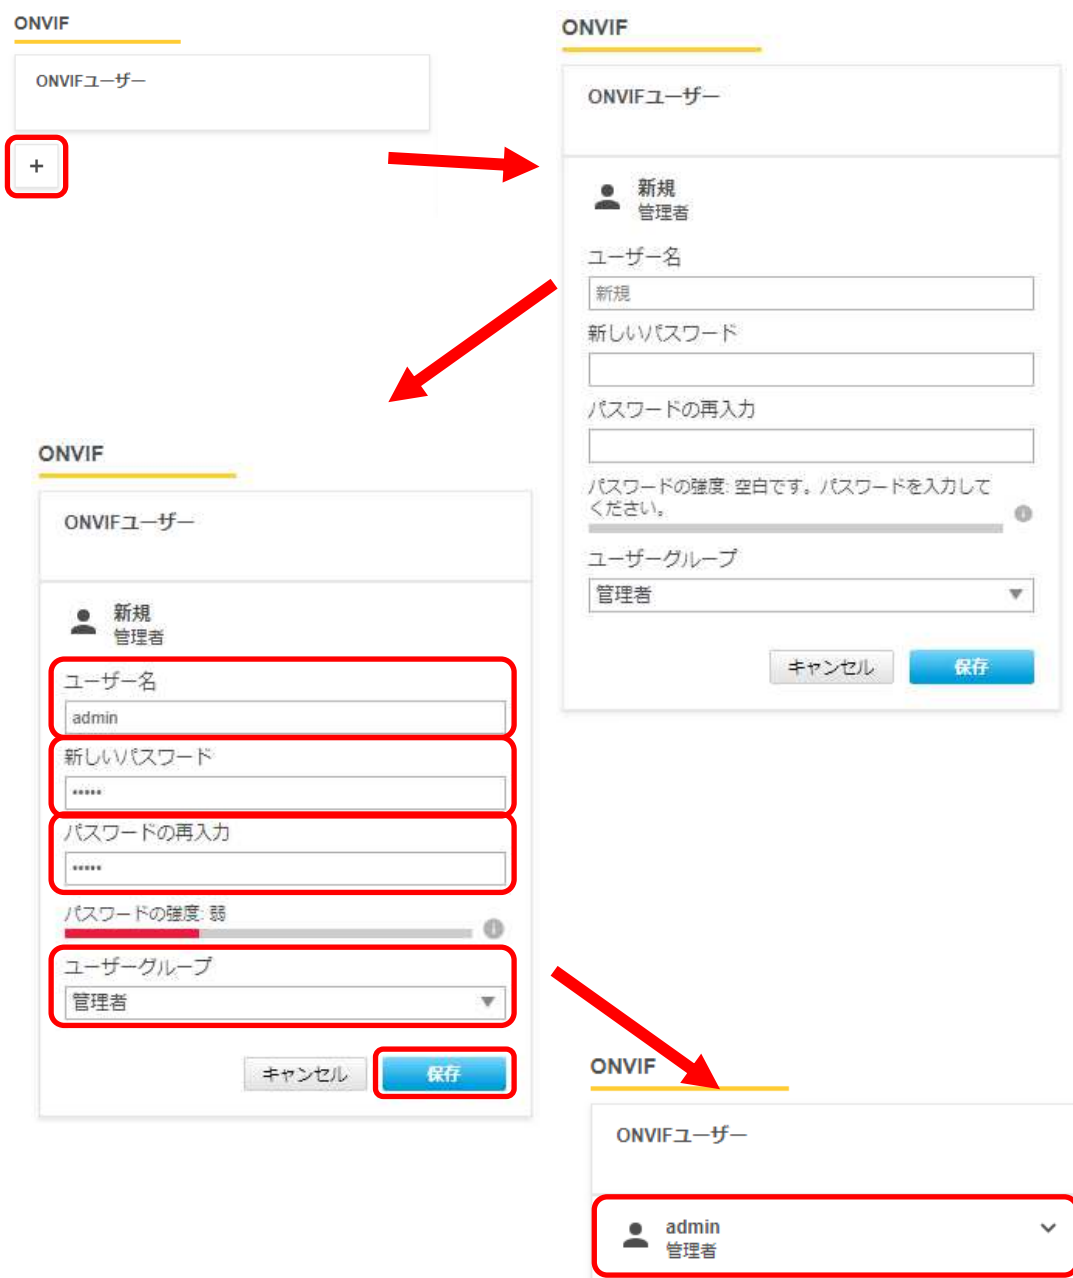 ONVIF
ONVIFユーザー
+
ONVIF
ONVIFユーザー
新規
管理者
ユーザー名
新規
新しいパスワード
パスワードの再入力
パスワードの強度: 空白です。パスワードを入力して
ください。
ユーザーグループ
管理者
キャンセル
保存
ONVIF
ONVIFユーザー
新規
管理者
ユーザー名
admin
新しいパスワード
•••••
パスワードの再入力
•••••
パスワードの強度: 弱
ユーザーグループ
管理者
キャンセル
保存
ONVIF
ONVIFユーザー
admin
管理者